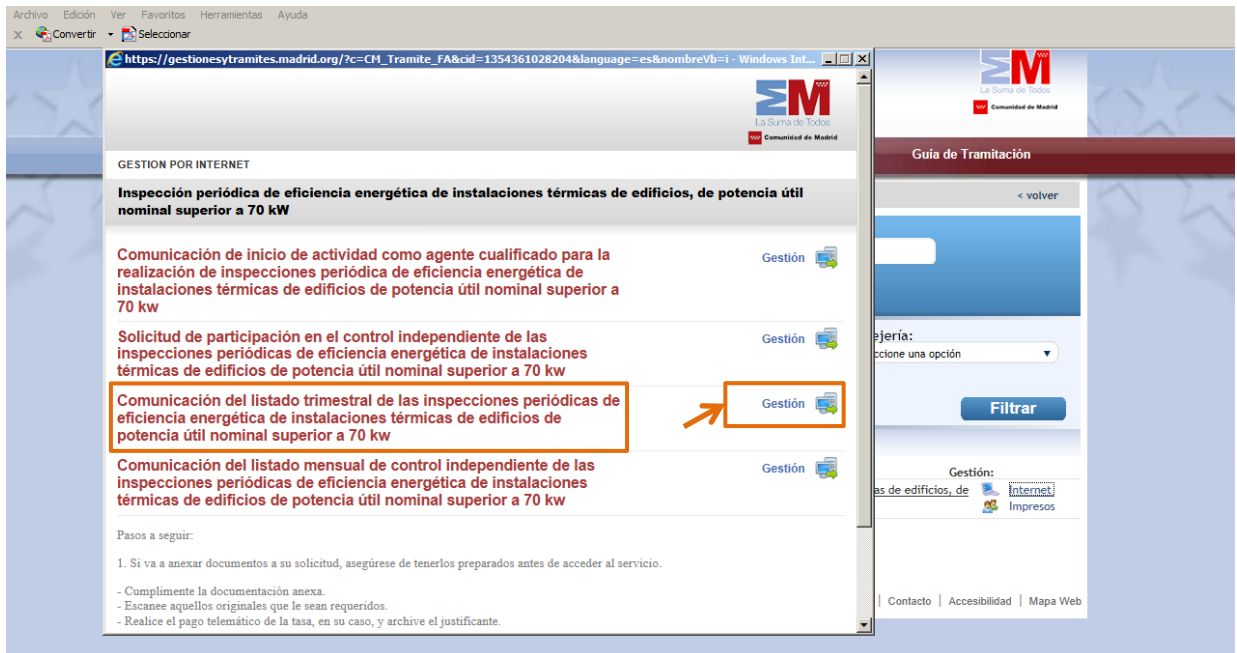 Archivo Edición Ver Favoritos Herramientas Ayuda
x Convertir Seleccionar
https://gestionesytramites.madrid.org/?c=CM_Tramite_FA&cid=1354361028204&language=es&nombreVb=i - Windows Int...
La Suma de Todos
Comunidad de Madrid
La Suma de Todos
Comunidad de Madrid
GESTION POR INTERNET
Guía de Tramitación
Inspección periódica de eficiencia energética de instalaciones térmicas de edificios, de potencia útil
nominal superior a 70 kW
< volver
Comunicación de inicio de actividad como agente cualificado para la
realización de inspecciones periódica de eficiencia energética de
instalaciones térmicas de edificios de potencia útil nominal superior a
70 kw
Gestión
Solicitud de participación en el control independiente de las
inspecciones periódicas de eficiencia energética de instalaciones
térmicas de edificios de potencia útil nominal superior a 70 kw
Gestión
ejería:
ccione una opción
Comunicación del listado trimestral de las inspecciones periódicas de
eficiencia energética de instalaciones térmicas de edificios de
potencia útil nominal superior a 70 kw
Gestión
Filtrar
Comunicación del listado mensual de control independiente de las
inspecciones periódicas de eficiencia energética de instalaciones
térmicas de edificios de potencia útil nominal superior a 70 kw
Gestión
Gestión:
as de edificios, de Internet
Impresos
Pasos a seguir:
1. Si va a anexar documentos a su solicitud, asegúrese de tenerlos preparados antes de acceder al servicio.
- Cumplimente la documentación anexa.
- Escanee aquellos originales que le sean requeridos.
- Realice el pago telemático de la tasa, en su caso, y archive el justificante.
| Contacto | Accesibilidad | Mapa Web